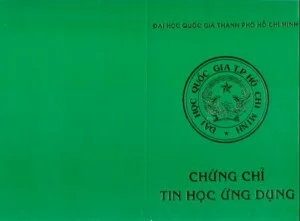 ĐẠI HỌC QUỐC GIA THÀNH PHỐ HỒ CHÍ MINH
ĐẠI HỌC QUỐC GIA T.P HỒ CHÍ MINH
CHỨNG CHỈ
TIN HỌC ỨNG DỤNG